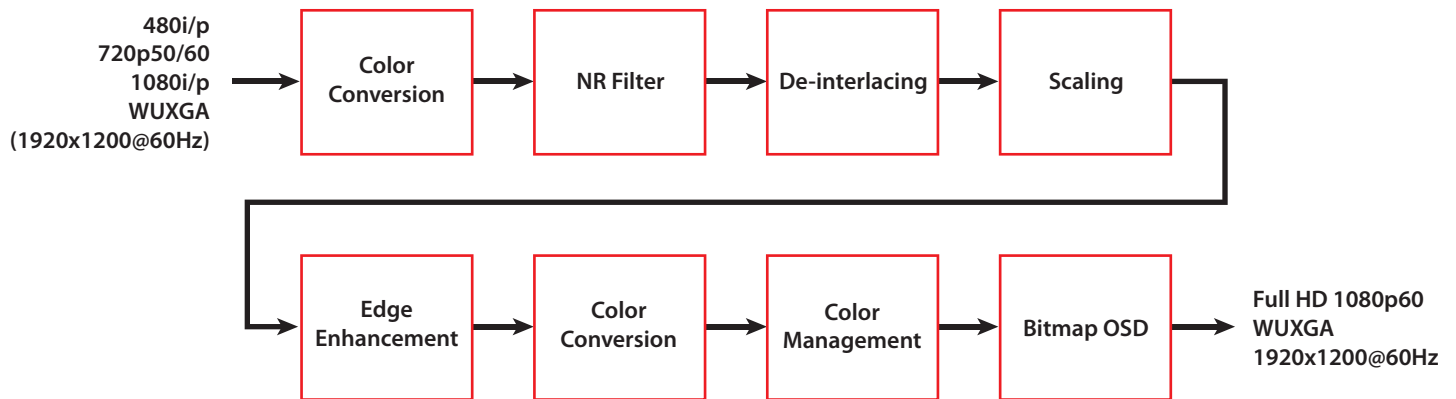 480i/p
720p50/60
1080i/p
WUXGA
(1920x1200@60Hz)
Color
Conversion
NR Filter
De-interlacing
Scaling
Edge
Enhancement
Color
Conversion
Color
Management
Bitmap OSD
Full HD 1080p60
WUXGA
1920x1200@60Hz